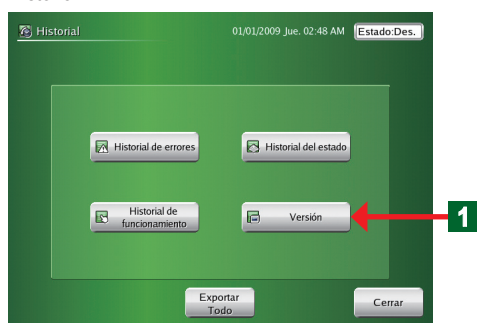 Historial
01/01/2009 Jue. 02:48 AM
Estado:Des.
Historial de errores
Historial del estado
Historial de
funcionamiento
Versión
1
Exportar
Todo
Cerrar